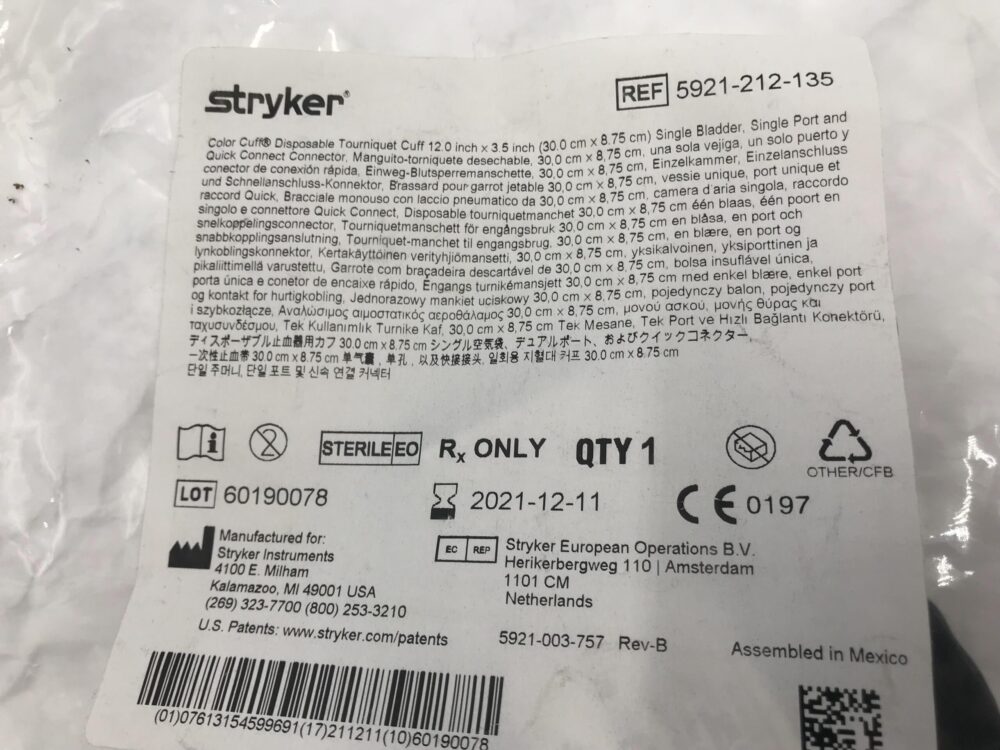 stryker®
REF 5921-212-135
Color Cuff® Disposable Tourniquet Cuff 12.0 inch x 3.5 inch (30.0 cm x 8.75 cm) Single Bladder, Single Port and
Quick Connect Connector, Manguito-torniquete desechable, 30,0 cm x 8,75 cm, una sola vejiga, un solo puerto y
conector de conexión rápida, Einweg-Blutsperremanschette, 30,0 cm x 8,75 cm, Einzelkammer, Einzelanschluss
und Schnellanschluss-Konnektor, Brassard pour garrot jetable 30,0 cm x 8,75 cm, vessie unique, port unique et
raccord Quick, Bracciale monouso con laccio pneumatico da 30,0 cm x 8,75 cm, camera d'aria singola, raccordo
singolo e connettore Quick Connect, Disposable tourniquetmanchet 30,0 cm x 8,75 cm één blaas, één poort en
snelkoppelingsconnector, Tourniquetmanschett för engångsbruk 30,0 cm x 8,75 cm en blåsa, en port och
snabbkopplingsanslutning, Tourniquet-manchet til engangsbrug, 30,0 cm x 8,75 cm, en blære, en port og
lynkoblingskonnektor, Kertakäyttöinen verityhjiömansetti, 30,0 cm x 8,75 cm, yksikalvoinen, yksiporttinen ja
pikaliittimellä varustettu, Garrote com braçadeira descartável de 30,0 cm x 8,75 cm, bolsa insuflável única,
porta única e conetor de encaixe rápido, Engangs turnikémansjett 30,0 cm x 8,75 cm med enkel blære, enkel port
og kontakt for hurtigkobling, Jednorazowy mankiet uciskowy 30,0 cm x 8,75 cm, pojedynczy balon, pojedynczy port
i szybkozłącze, Αναλώσιμος αιμοστατικός αεροθάλαμος 30,0 cm x 8,75 cm, μονού ασκού, μονής θύρας και
ταχυσυνδέσμου, Tek Kullanımlık Turnike Kaf, 30,0 cm x 8,75 cm Tek Mesane, Tek Port ve Hızlı Bağlantı Konektörü,
ディスポーザブル止血器用カフ 30.0 cm x 8.75 cm シングル空気袋、デュアルポート、およびクイックコネクター,
一次性止血带 30.0 cm x 8.75 cm 单气囊, 单孔, 以及快接接头, 일회용 지혈대 커프 30.0 cm x 8.75 cm
단일 주머니, 단일 포트 및 신속 연결 커넥터
STERILE EO Rx ONLY QTY 1
OTHER/CFB
LOT 60190078
2021-12-11
CE 0197
Manufactured for:
Stryker Instruments
4100 E. Milham
Kalamazoo, MI 49001 USA
(269) 323-7700 (800) 253-3210
EC REP
Stryker European Operations B.V.
Herikerbergweg 110 | Amsterdam
1101 CM
Netherlands
U.S. Patents: www.stryker.com/patents
5921-003-757 Rev-B
Assembled in Mexico
(01)07613154599691(17)211211(10)60190078